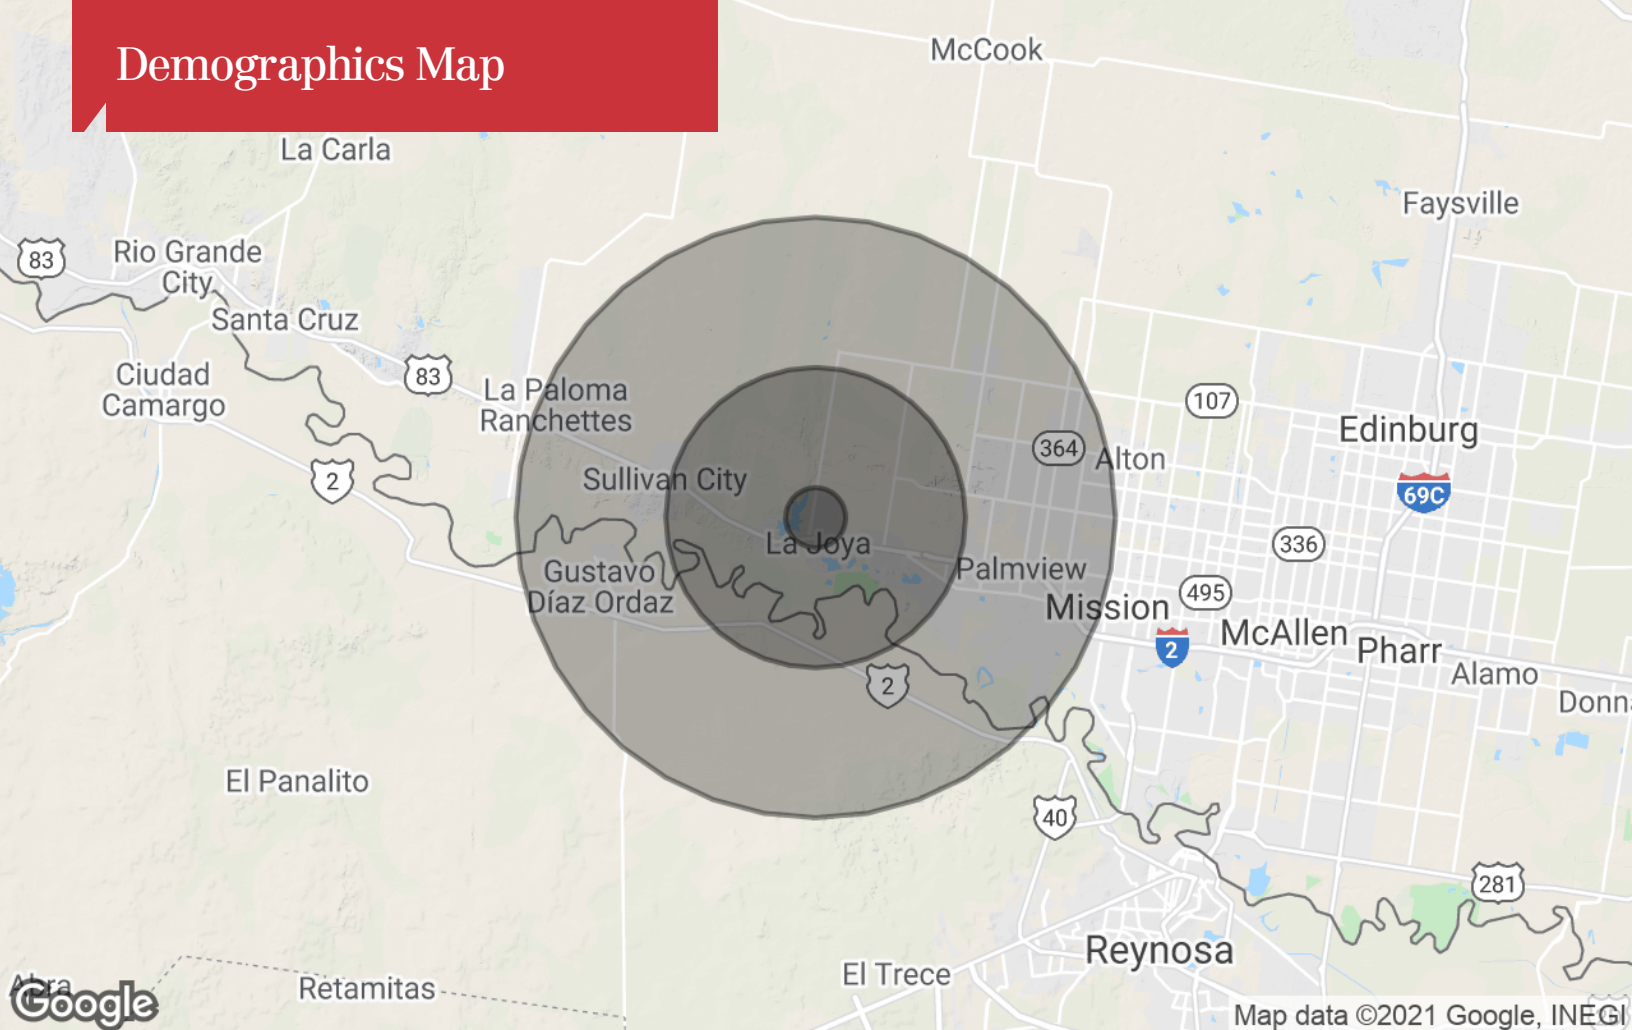 Demographics Map
McCook
La Carla
Faysville
83
Rio Grande
City
Santa Cruz
83
Ciudad
Camargo
La Paloma
Ranchettes
107
Edinburg
364
Alton
2
Sullivan City
69C
La Joya
336
Gustavo
Díaz Ordaz
Palmview
495
Mission
McAllen
2
Pharr
Alamo
2
Donn
El Panalito
40
281
Reynosa
El Trece
Retamitas
Abra
Google
Map data ©2021 Google, INEGI